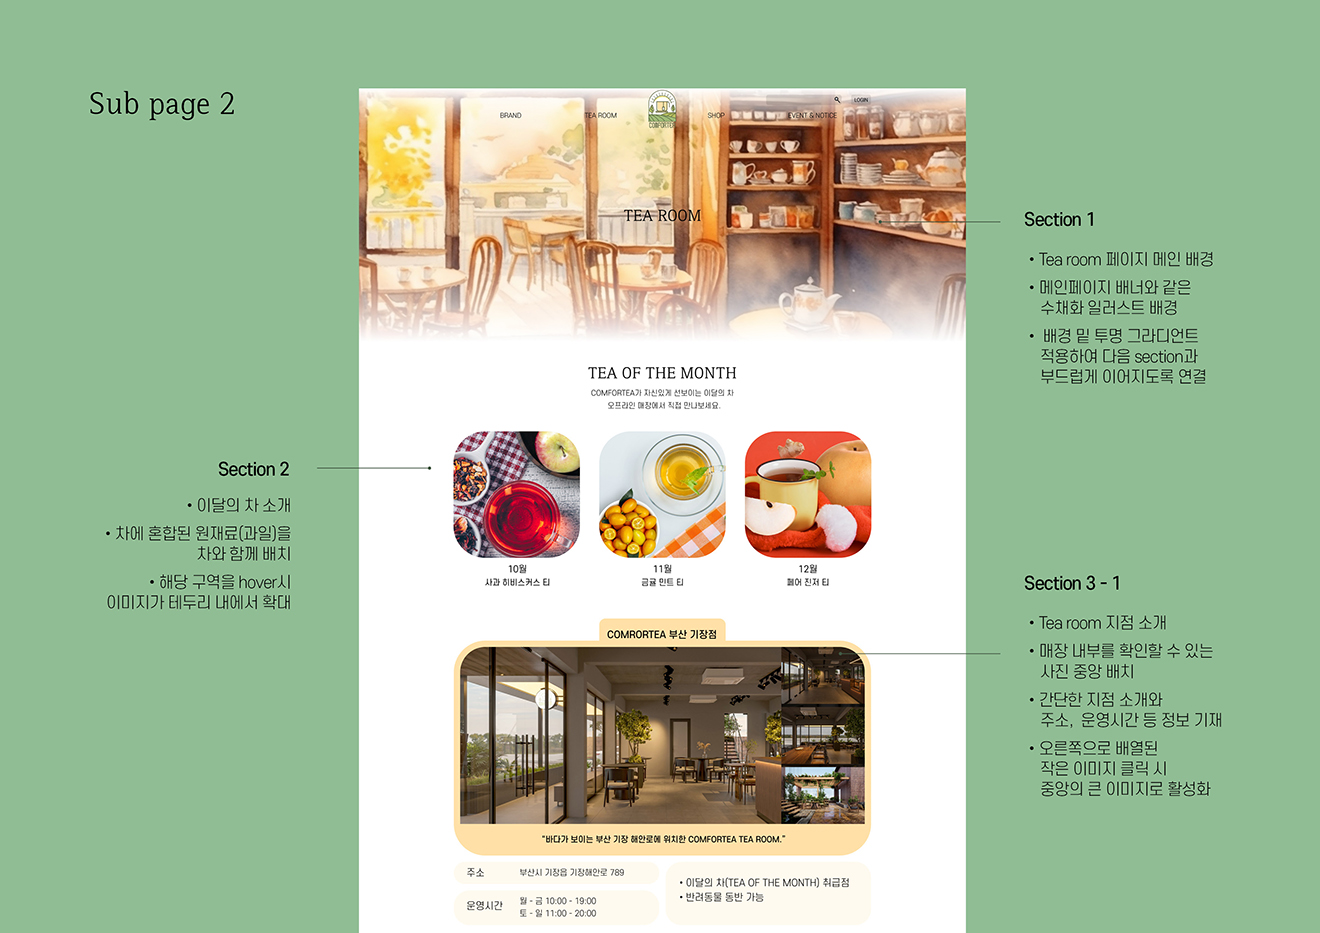 Sub page 2
LOGIN
BRAND
TEA ROOM
COMFORTEA
SHOP
EVENT & NOTICE
TEA ROOM
Section 1
• Tea room 페이지 메인 배경
• 메인페이지 배너와 같은
수채화 일러스트 배경
• 배경 밑 투명 그라디언트
적용하여 다음 section과
부드럽게 이어지도록 연결
TEA OF THE MONTH
COMFORTEA가 자신있게 선보이는 이달의 차
오프라인 매장에서 직접 만나보세요.
Section 2
• 이달의 차 소개
• 차에 혼합된 원재료(과일)을
차와 함께 배치
• 해당 구역을 hover시
이미지가 테두리 내에서 확대
10월
사과 히비스커스 티
11월
금귤 민트 티
12월
페어 진저 티
Section 3 - 1
• Tea room 지점 소개
• 매장 내부를 확인할 수 있는
사진 중앙 배치
• 간단한 지점 소개와
주소, 운영시간 등 정보 기재
• 오른쪽으로 배열된
작은 이미지 클릭 시
중앙의 큰 이미지로 활성화
COMRORTEA 부산 기장점
"바다가 보이는 부산 기장 해안로에 위치한 COMFORTEA TEA ROOM."
주소 부산시 기장읍 기장해안로 789
운영시간 월 - 금 10:00 - 19:00
토 - 일 11:00 - 20:00
• 이달의 차(TEA OF THE MONTH) 취급점
• 반려동물 동반 가능